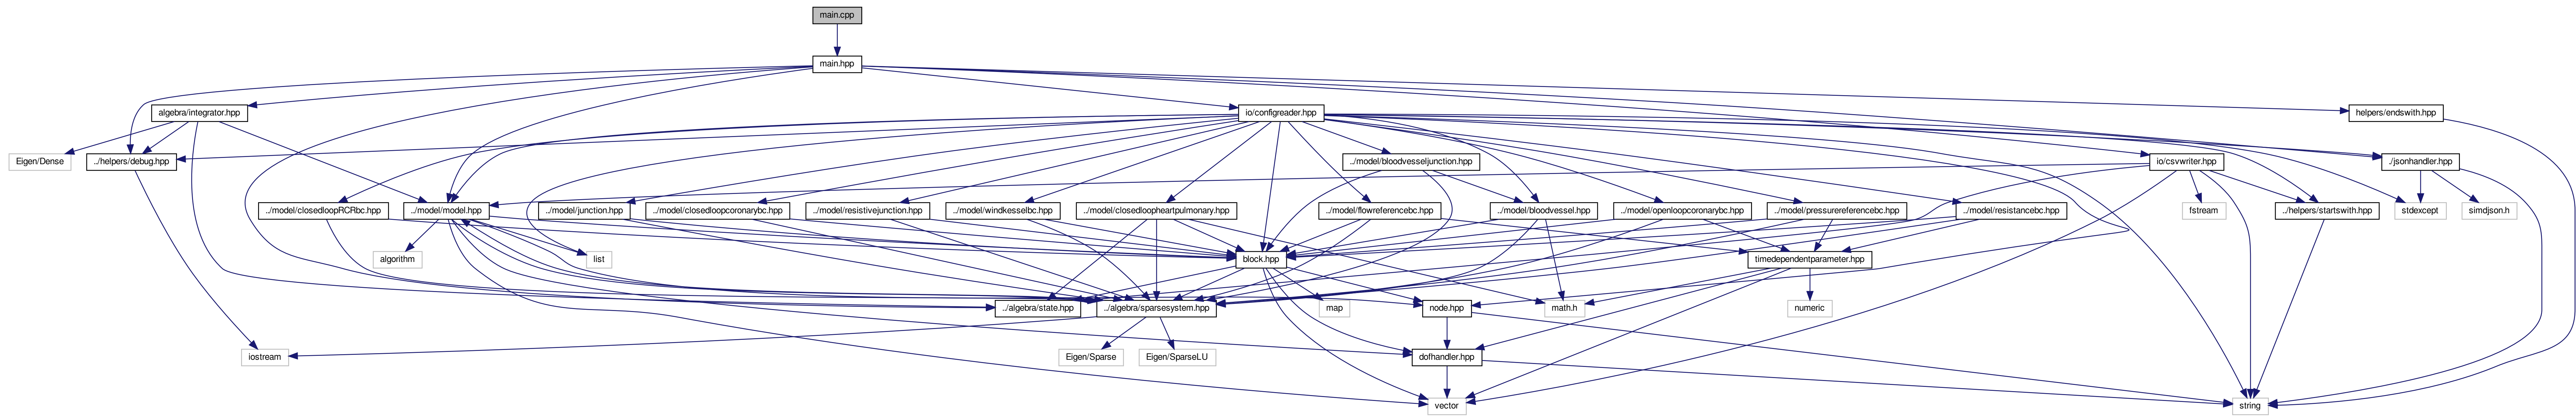 main.cpp
main.hpp
algebra/integrator.hpp
io/configreader.hpp
helpers/endswith.hpp
Eigen/Dense
../helpers/debug.hpp
../model/bloodvesseljunction.hpp
io/csvwriter.hpp
./jsonhandler.hpp
../model/closedloopRCRbc.hpp
../model/model.hpp
../model/junction.hpp
../model/closedloopcoronarybc.hpp
../model/resistivejunction.hpp
../model/windkesselbc.hpp
../model/closedloopheartpulmonary.hpp
../model/flowreferencebc.hpp
../model/bloodvessel.hpp
../model/openloopcoronarybc.hpp
../model/pressurereferencebc.hpp
../model/resistancebc.hpp
fstream
../helpers/startswith.hpp
stdexcept
simdjson.h
algorithm
list
block.hpp
timedependentparameter.hpp
../algebra/state.hpp
../algebra/sparsesystem.hpp
map
node.hpp
math.h
numeric
iostream
Eigen/Sparse
Eigen/SparseLU
dofhandler.hpp
vector
string